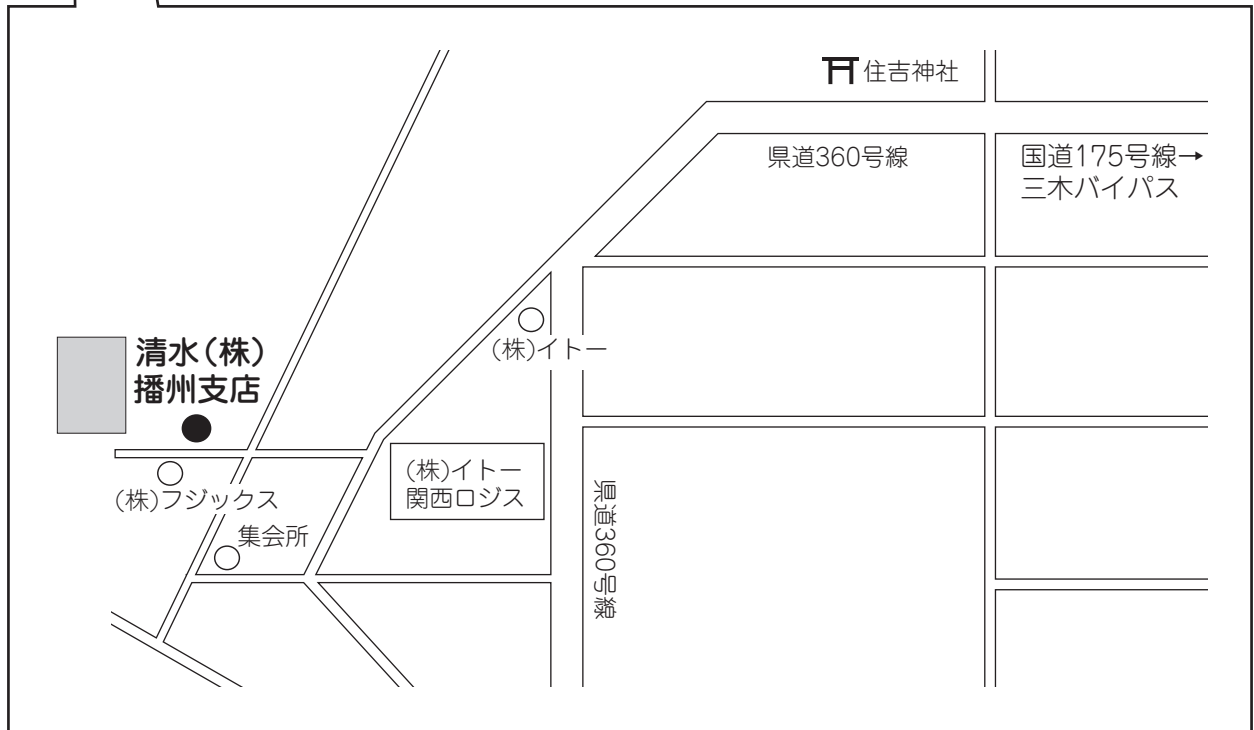 住吉神社
県道360号線
国道175号線→
三木バイパス
(株)イトー
清水(株)
播州支店
(株)イトー
関西ロジス
(株)フジックス
県道360号線
集会所